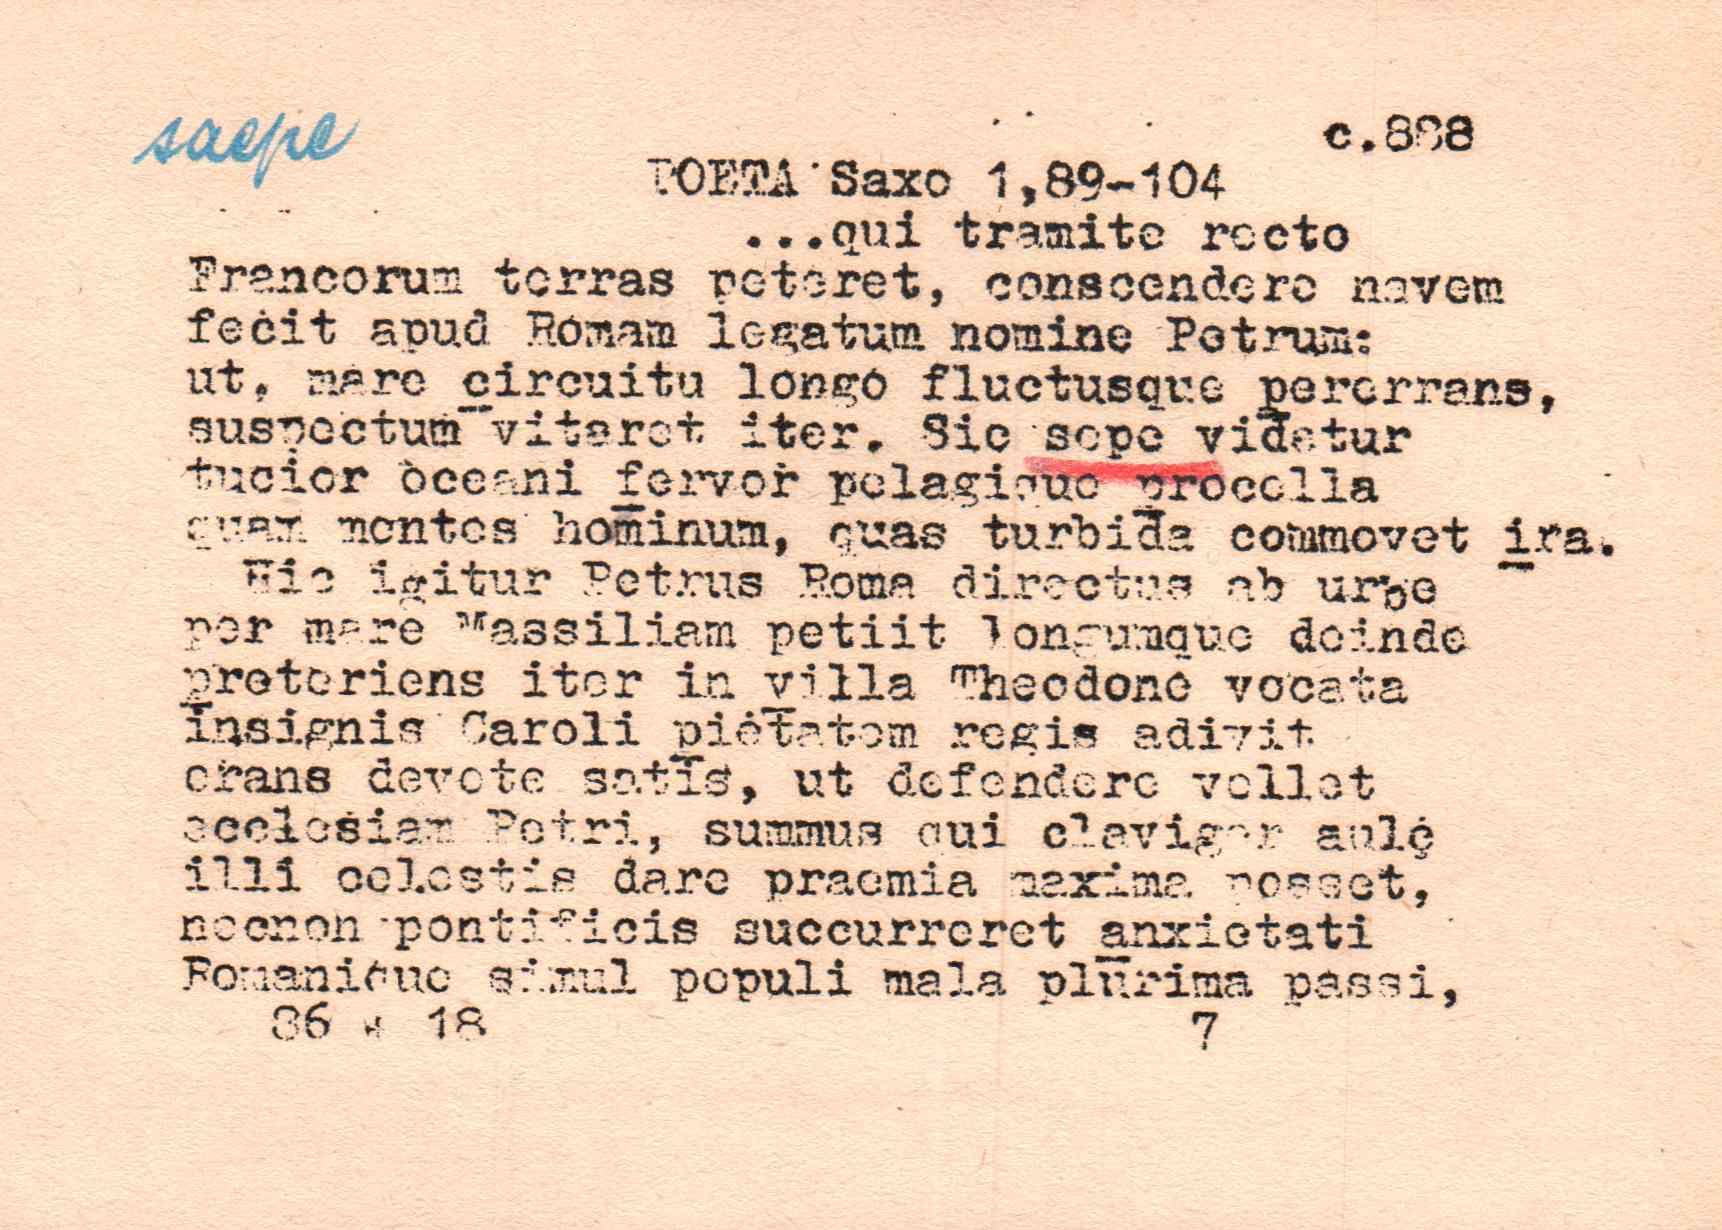 saepe
c.888
POETA Saxo 1,89-104
...qui tramite recto
Francorum terras peteret, conscendere navem
fecit apud Romam legatum nomine Petrum:
ut, mare circuitu longo fluctusque pererrans,
suspectum vitaret iter. Sic sepe videtur
tucior oceani fervor pelagique procella
quam mentes hominum, quas turbida commovet ira.
Hic igitur Petrus Roma directus ab urbe
per mare Massiliam petiit longumque deinde
preteriens iter in villa Theodone vocata
insignis Caroli pietatem regis adivit
orans devote satis, ut defendere vellet
ecclesiam Petri, summus qui claviger aulę
illi celestis dare praemia maxima posset,
necnon pontificis succurreret anxietati
Romanique simul populi mala plurima passi,
86 w 18 7